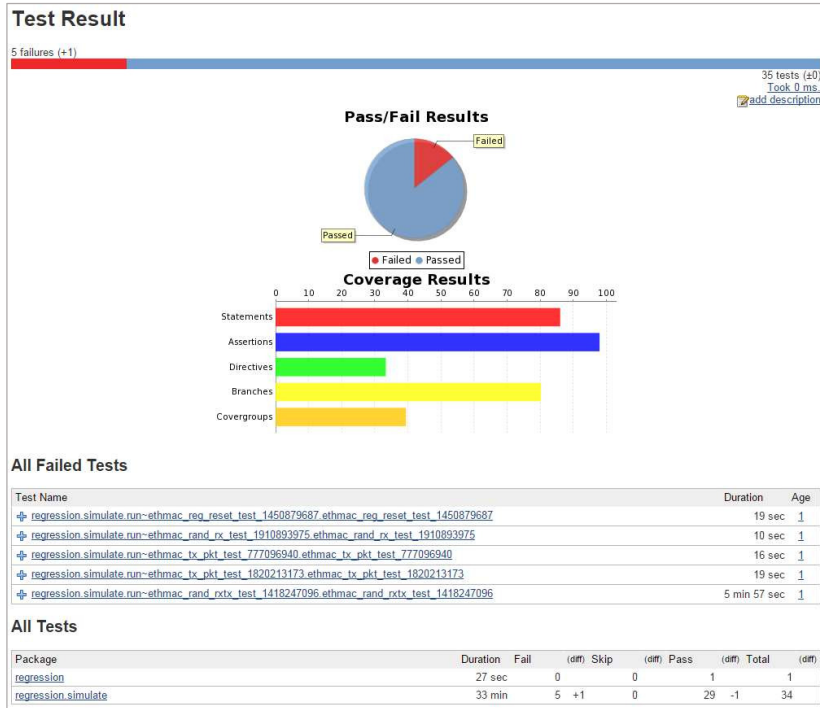 Test Result
5 failures (+1)
35 tests (±0)
Took 0 ms.
add description
Pass/Fail Results
Failed
Passed
Failed Passed
Coverage Results
0 10 20 30 40 50 60 70 80 90 100
Statements
Assertions
Directives
Branches
Covergroups
All Failed Tests
Test Name Duration Age
regression.simulate.run~ethmac_reg_reset_test_1450879687.ethmac_reg_reset_test_1450879687 19 sec 1
regression.simulate.run~ethmac_rand_rx_test_1910893975.ethmac_rand_rx_test_1910893975 10 sec 1
regression.simulate.run~ethmac_tx_pkt_test_777096940.ethmac_tx_pkt_test_777096940 16 sec 1
regression.simulate.run~ethmac_tx_pkt_test_1820213173.ethmac_tx_pkt_test_1820213173 19 sec 1
regression.simulate.run~ethmac_rand_rxtx_test_1418247096.ethmac_rand_rxtx_test_1418247096 5 min 57 sec 1
All Tests
Package Duration Fail (diff) Skip (diff) Pass (diff) Total (diff)
regression 27 sec 0 0 1 1
regression.simulate 33 min 5 +1 0 29 -1 34